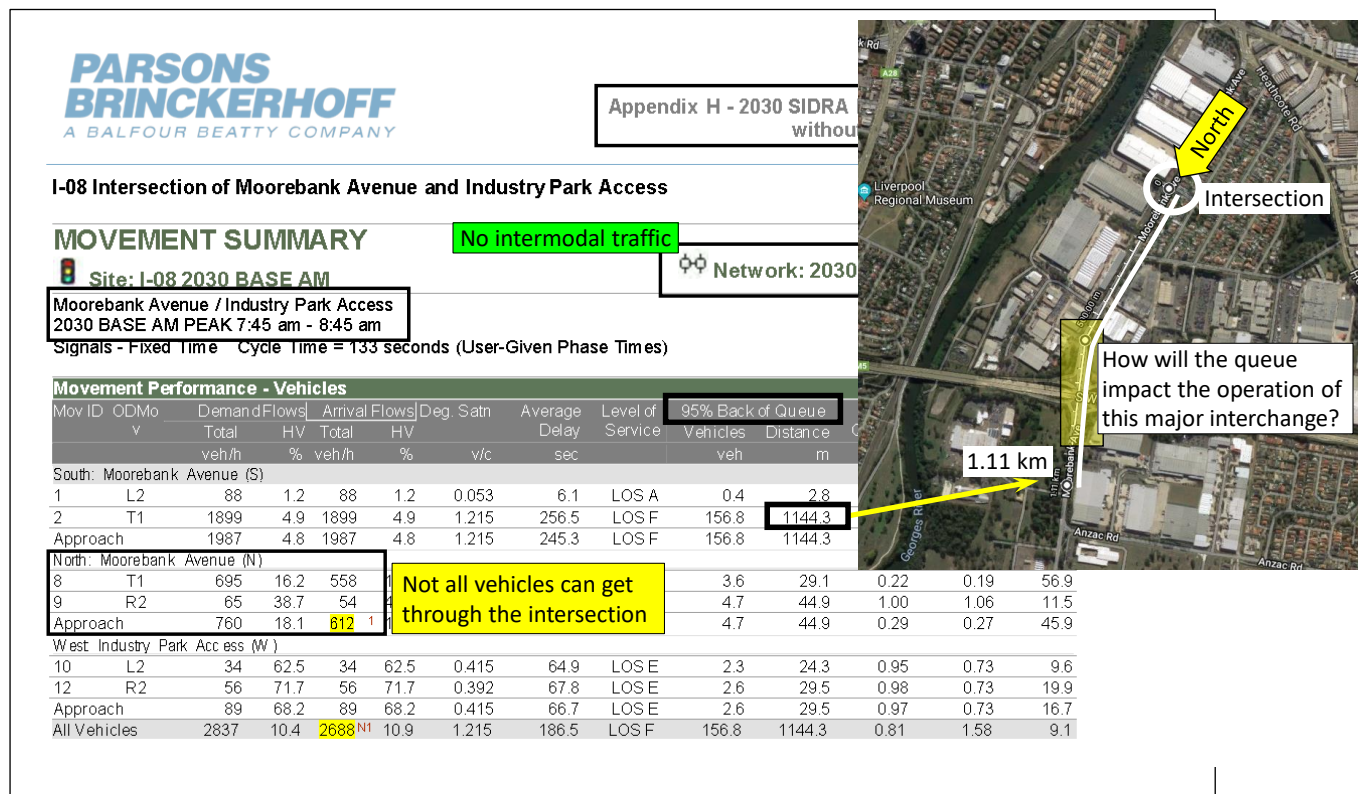 PARSONS
BRINCKERHOFF
A BALFOUR BEATTY COMPANY
Appendix H - 2030 SIDRA
without
I-08 Intersection of Moorebank Avenue and Industry Park Access
MOVEMENT SUMMARY
No intermodal traffic
Site: I-08 2030 BASE AM
Network: 2030
Moorebank Avenue / Industry Park Access
2030 BASE AM PEAK 7:45 am - 8:45 am
Signals - Fixed Time Cycle Time = 133 seconds (User-Given Phase Times)
Movement Performance - Vehicles
Mov ID ODMo Demand Flows Arrival Flows Deg. Satn Average Level of 95% Back of Queue
v Total HV Total HV Delay Service Vehicles Distance
veh/h % veh/h % v/c sec veh m
South: Moorebank Avenue (S)
1 L2 88 1.2 88 1.2 0.053 6.1 LOS A 0.4 2.8
2 T1 1899 4.9 1899 4.9 1.215 256.5 LOS F 156.8 1144.3
Approach 1987 4.8 1987 4.8 1.215 245.3 LOS F 156.8 1144.3
North: Moorebank Avenue (N)
8 T1 695 16.2 558 3.6 29.1 0.22 0.19 56.9
9 R2 65 38.7 54 4.7 44.9 1.00 1.06 11.5
Approach 760 18.1 612 1 4.7 44.9 0.29 0.27 45.9
Not all vehicles can get
through the intersection
West: Industry Park Access (W)
10 L2 34 62.5 34 62.5 0.415 64.9 LOS E 2.3 24.3 0.95 0.73 9.6
12 R2 56 71.7 56 71.7 0.392 67.8 LOS E 2.6 29.5 0.98 0.73 19.9
Approach 89 68.2 89 68.2 0.415 66.7 LOS E 2.6 29.5 0.97 0.73 16.7
All Vehicles 2837 10.4 2688 N1 10.9 1.215 186.5 LOS F 156.8 1144.3 0.81 1.58 9.1
Rd
A28
Heathcote Rd
North
Liverpool
Regional Museum
Intersection
Moorebank Ave
500.00 m
M5
How will the queue
impact the operation of
this major interchange?
1.11 km
1.11 km
Moorebank Ave
Georges River
Anzac Rd
Anzac Rd